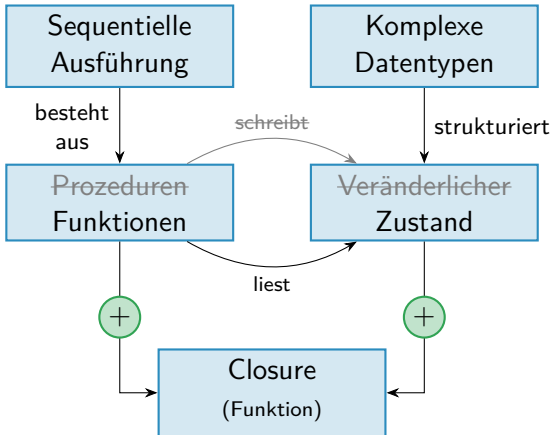 Sequentielle
Ausführung
Komplexe
Datentypen
besteht
aus
schreibt
strukturiert
Prozeduren
Funktionen
Veränderlicher
Zustand
liest
+
+
Closure
(Funktion)